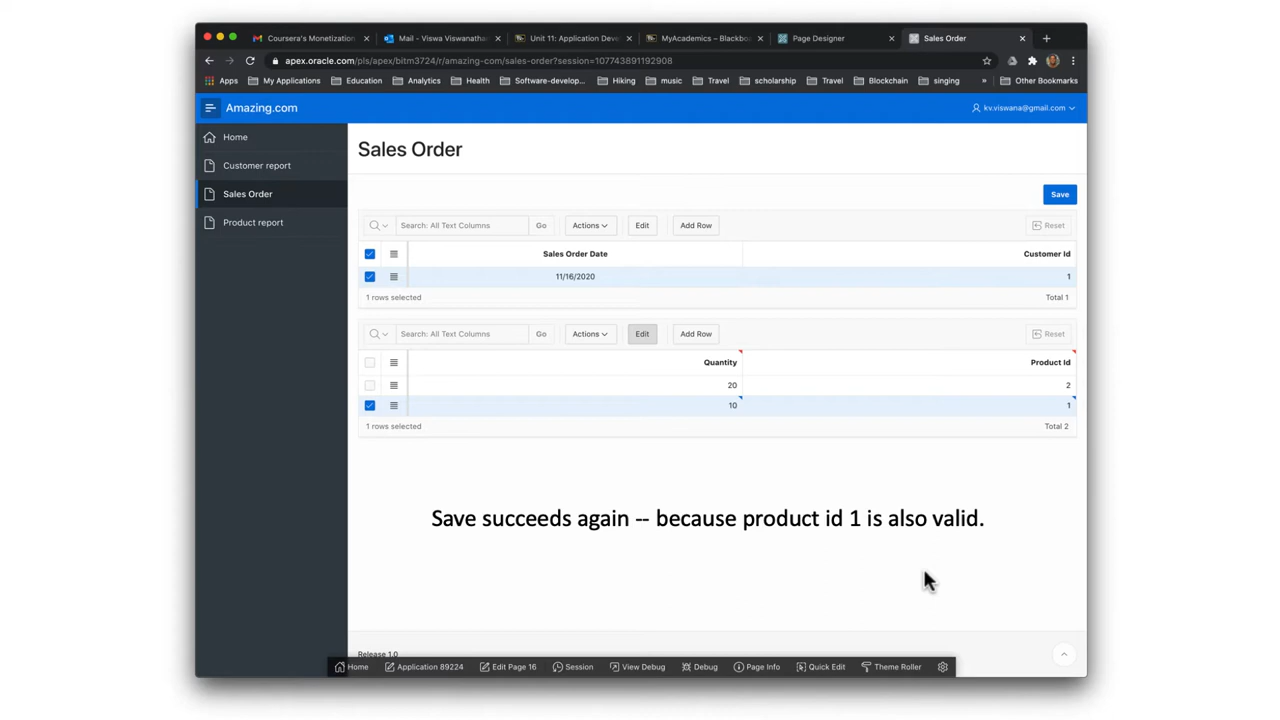 Coursera's Monetization
Mail - Viswa Viswanathan
Unit 11: Application Deve
MyAcademics – Blackbo
Page Designer
Sales Order
apex.oracle.com/pls/apex/bitm3724/r/amazing-com/sales-order?session=107743891192908
Apps My Applications Education Analytics Health Software-develop... Hiking music Travel scholarship Travel Blockchain singing » Other Bookmarks
Amazing.com
kv.viswana@gmail.com
Home
Customer report
Sales Order
Product report
Sales Order
Save
Search: All Text Columns Go Actions Edit Add Row Reset
Sales Order Date Customer Id
11/16/2020 1
1 rows selected Total 1
Search: All Text Columns Go Actions Edit Add Row Reset
Quantity Product Id
20 2
10 1
1 rows selected Total 2
Save succeeds again -- because product id 1 is also valid.
Release 1.0
Home Application 89224 Edit Page 16 Session View Debug Debug Page Info Quick Edit Theme Roller